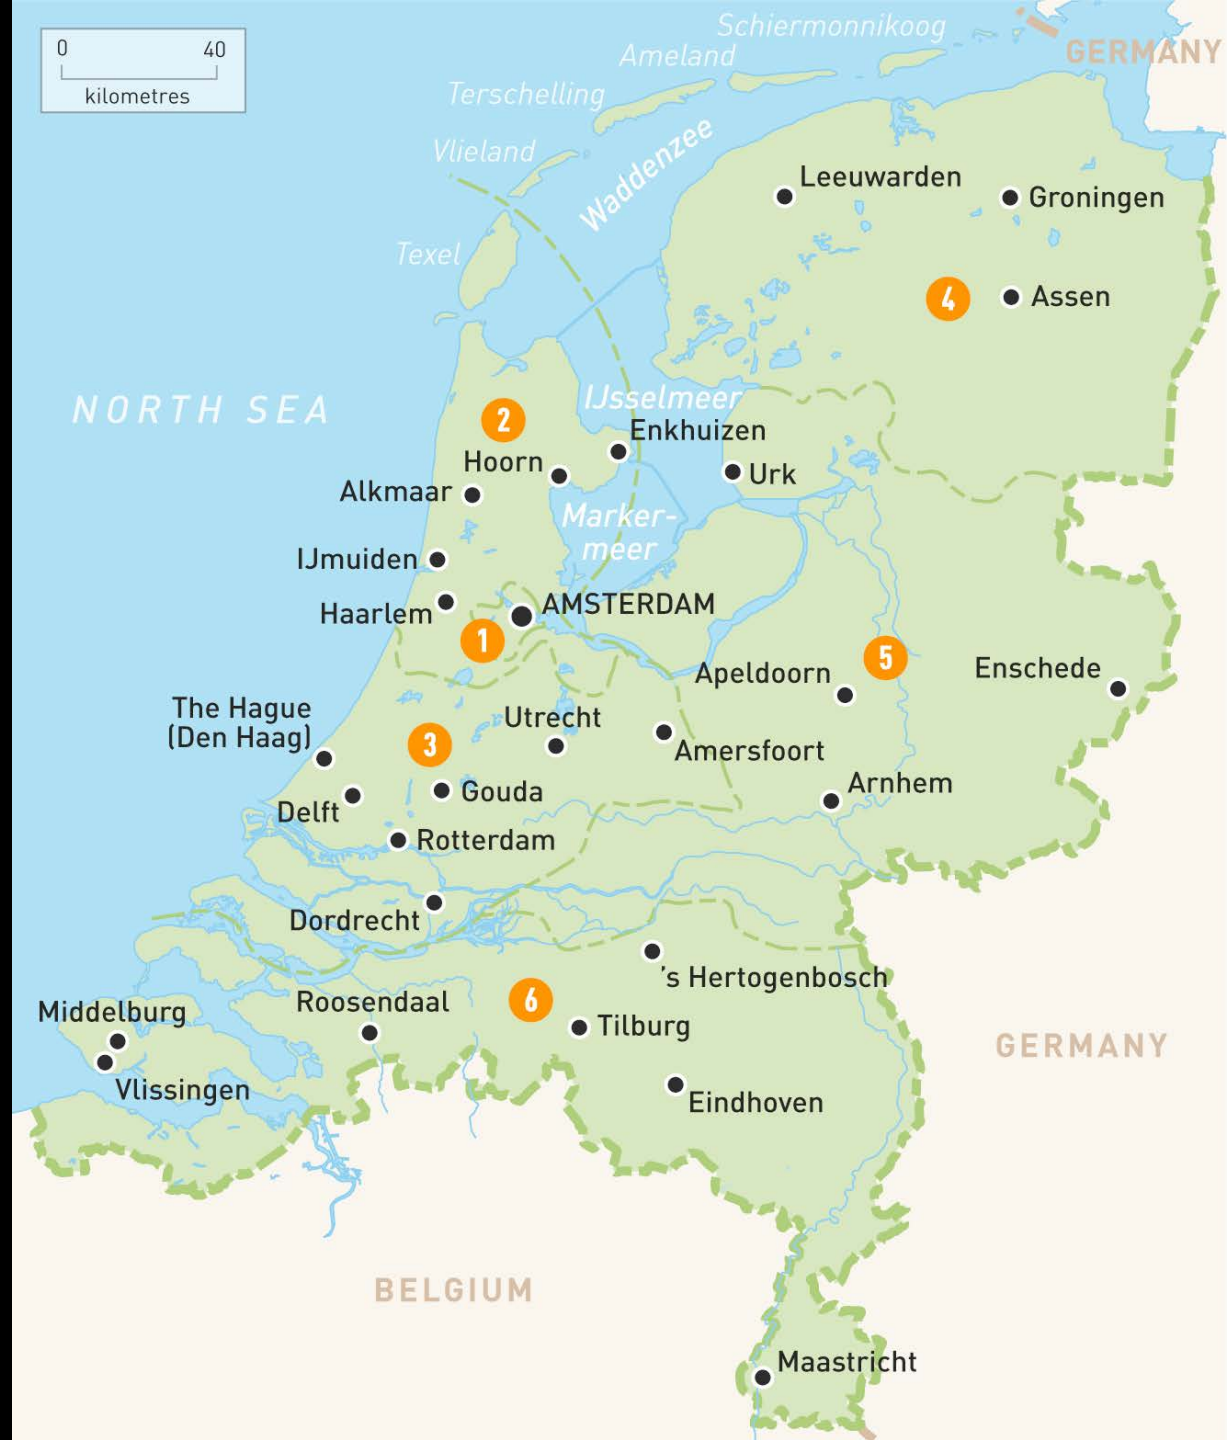 0 40
kilometres
Schiermonnikoog
GERMANY
Ameland
Terschelling
Vlieland
Waddenzee
Leeuwarden
Groningen
Texel
4
Assen
NORTH SEA
IJsselmeer
2
Enkhuizen
Hoorn
Urk
Alkmaar
Marker-
meer
IJmuiden
Haarlem
AMSTERDAM
1
5
Apeldoorn
Enschede
The Hague
(Den Haag)
Utrecht
3
Amersfoort
Arnhem
Gouda
Delft
Rotterdam
Dordrecht
's Hertogenbosch
6
Roosendaal
Middelburg
Tilburg
GERMANY
Vlissingen
Eindhoven
BELGIUM
Maastricht